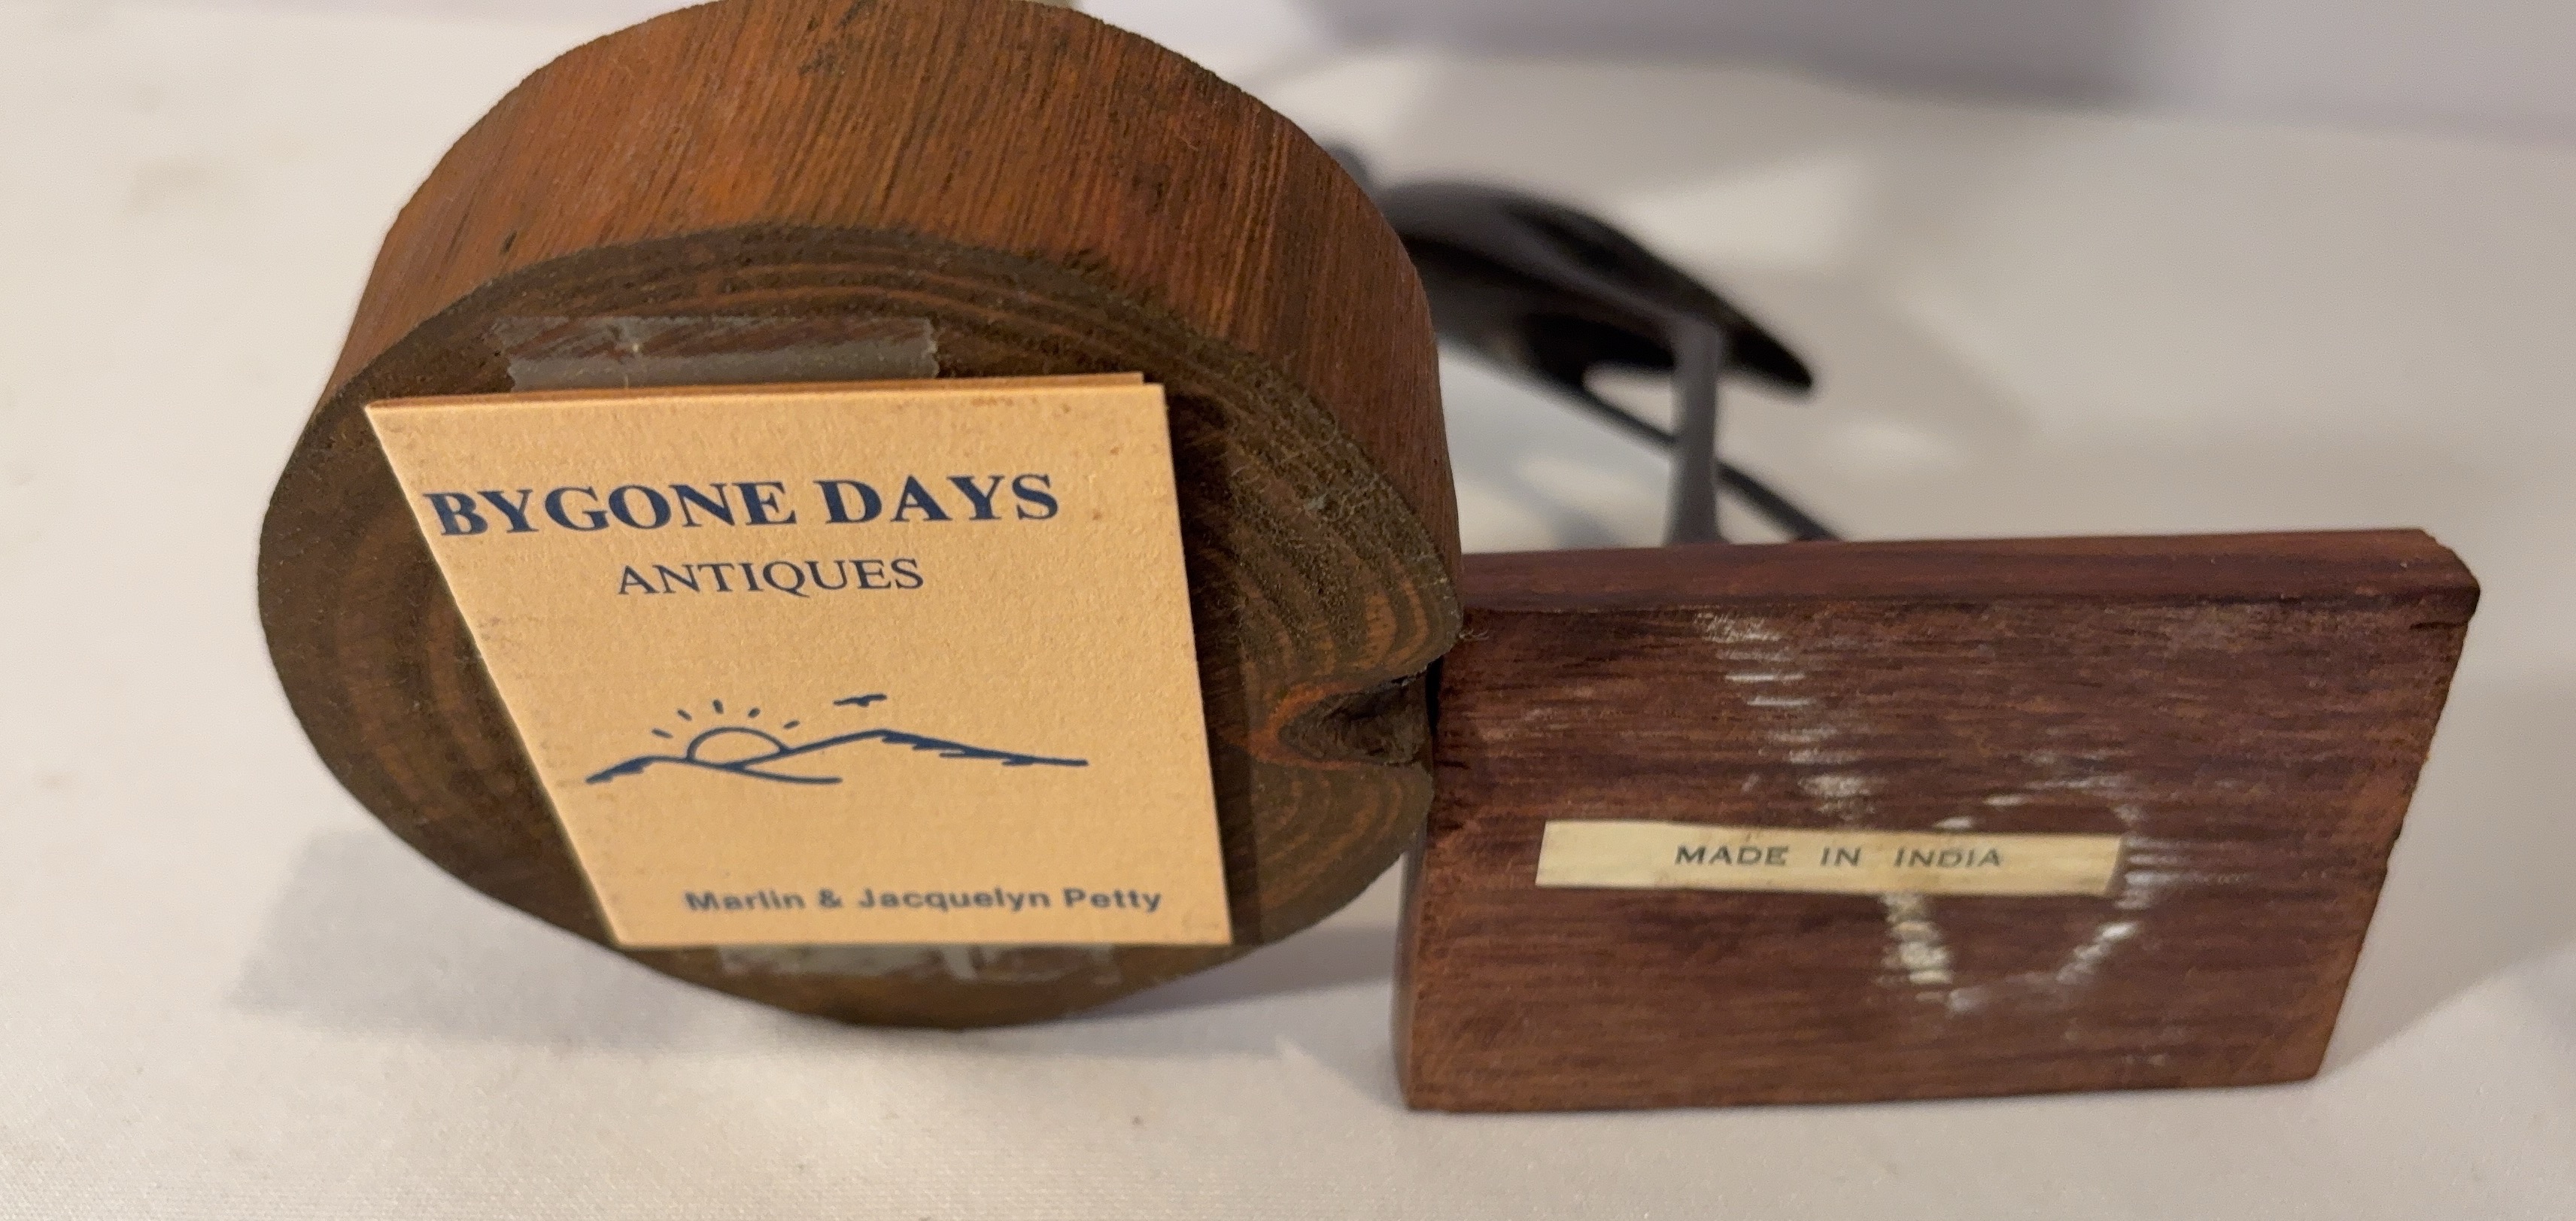 BYGONE DAYS
ANTIQUES
Marlin & Jacquelyn Petty
MADE IN INDIA